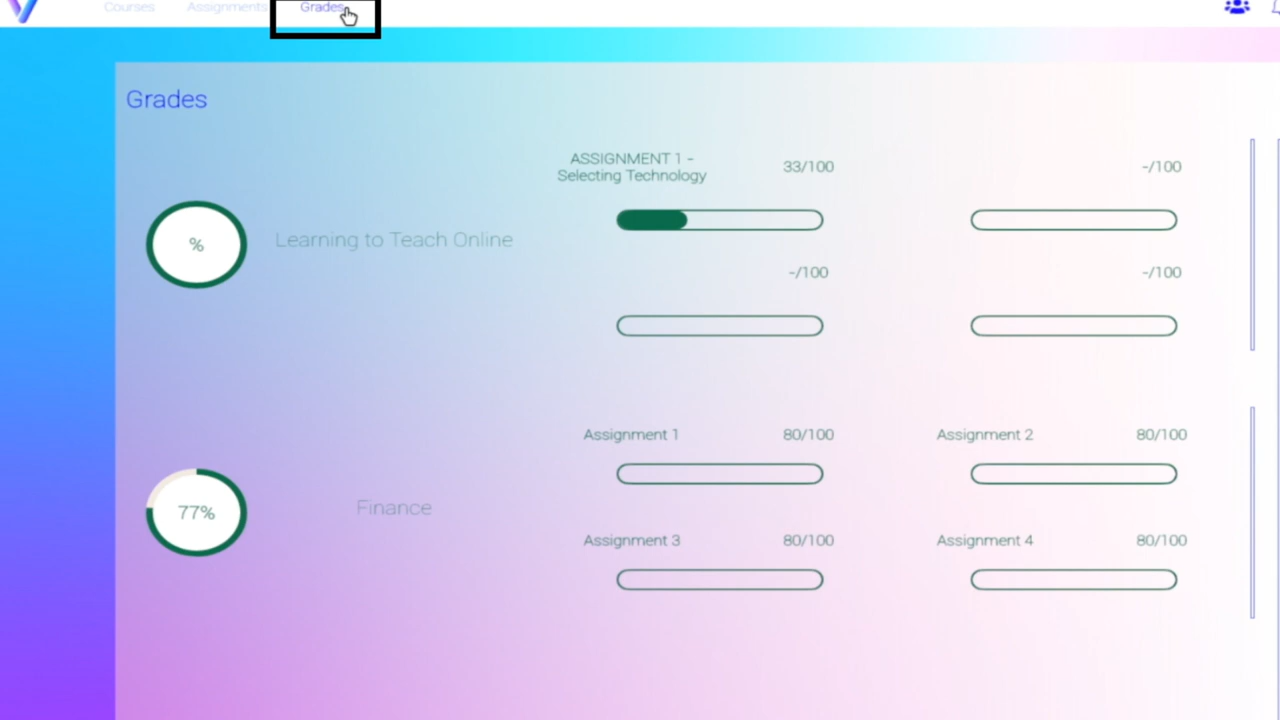 Courses Assignments Grades
Grades
ASSIGNMENT 1 -
Selecting Technology
33/100
-/100
%
Learning to Teach Online
-/100
-/100
Assignment 1
80/100
Assignment 2
80/100
77%
Finance
Assignment 3
80/100
Assignment 4
80/100